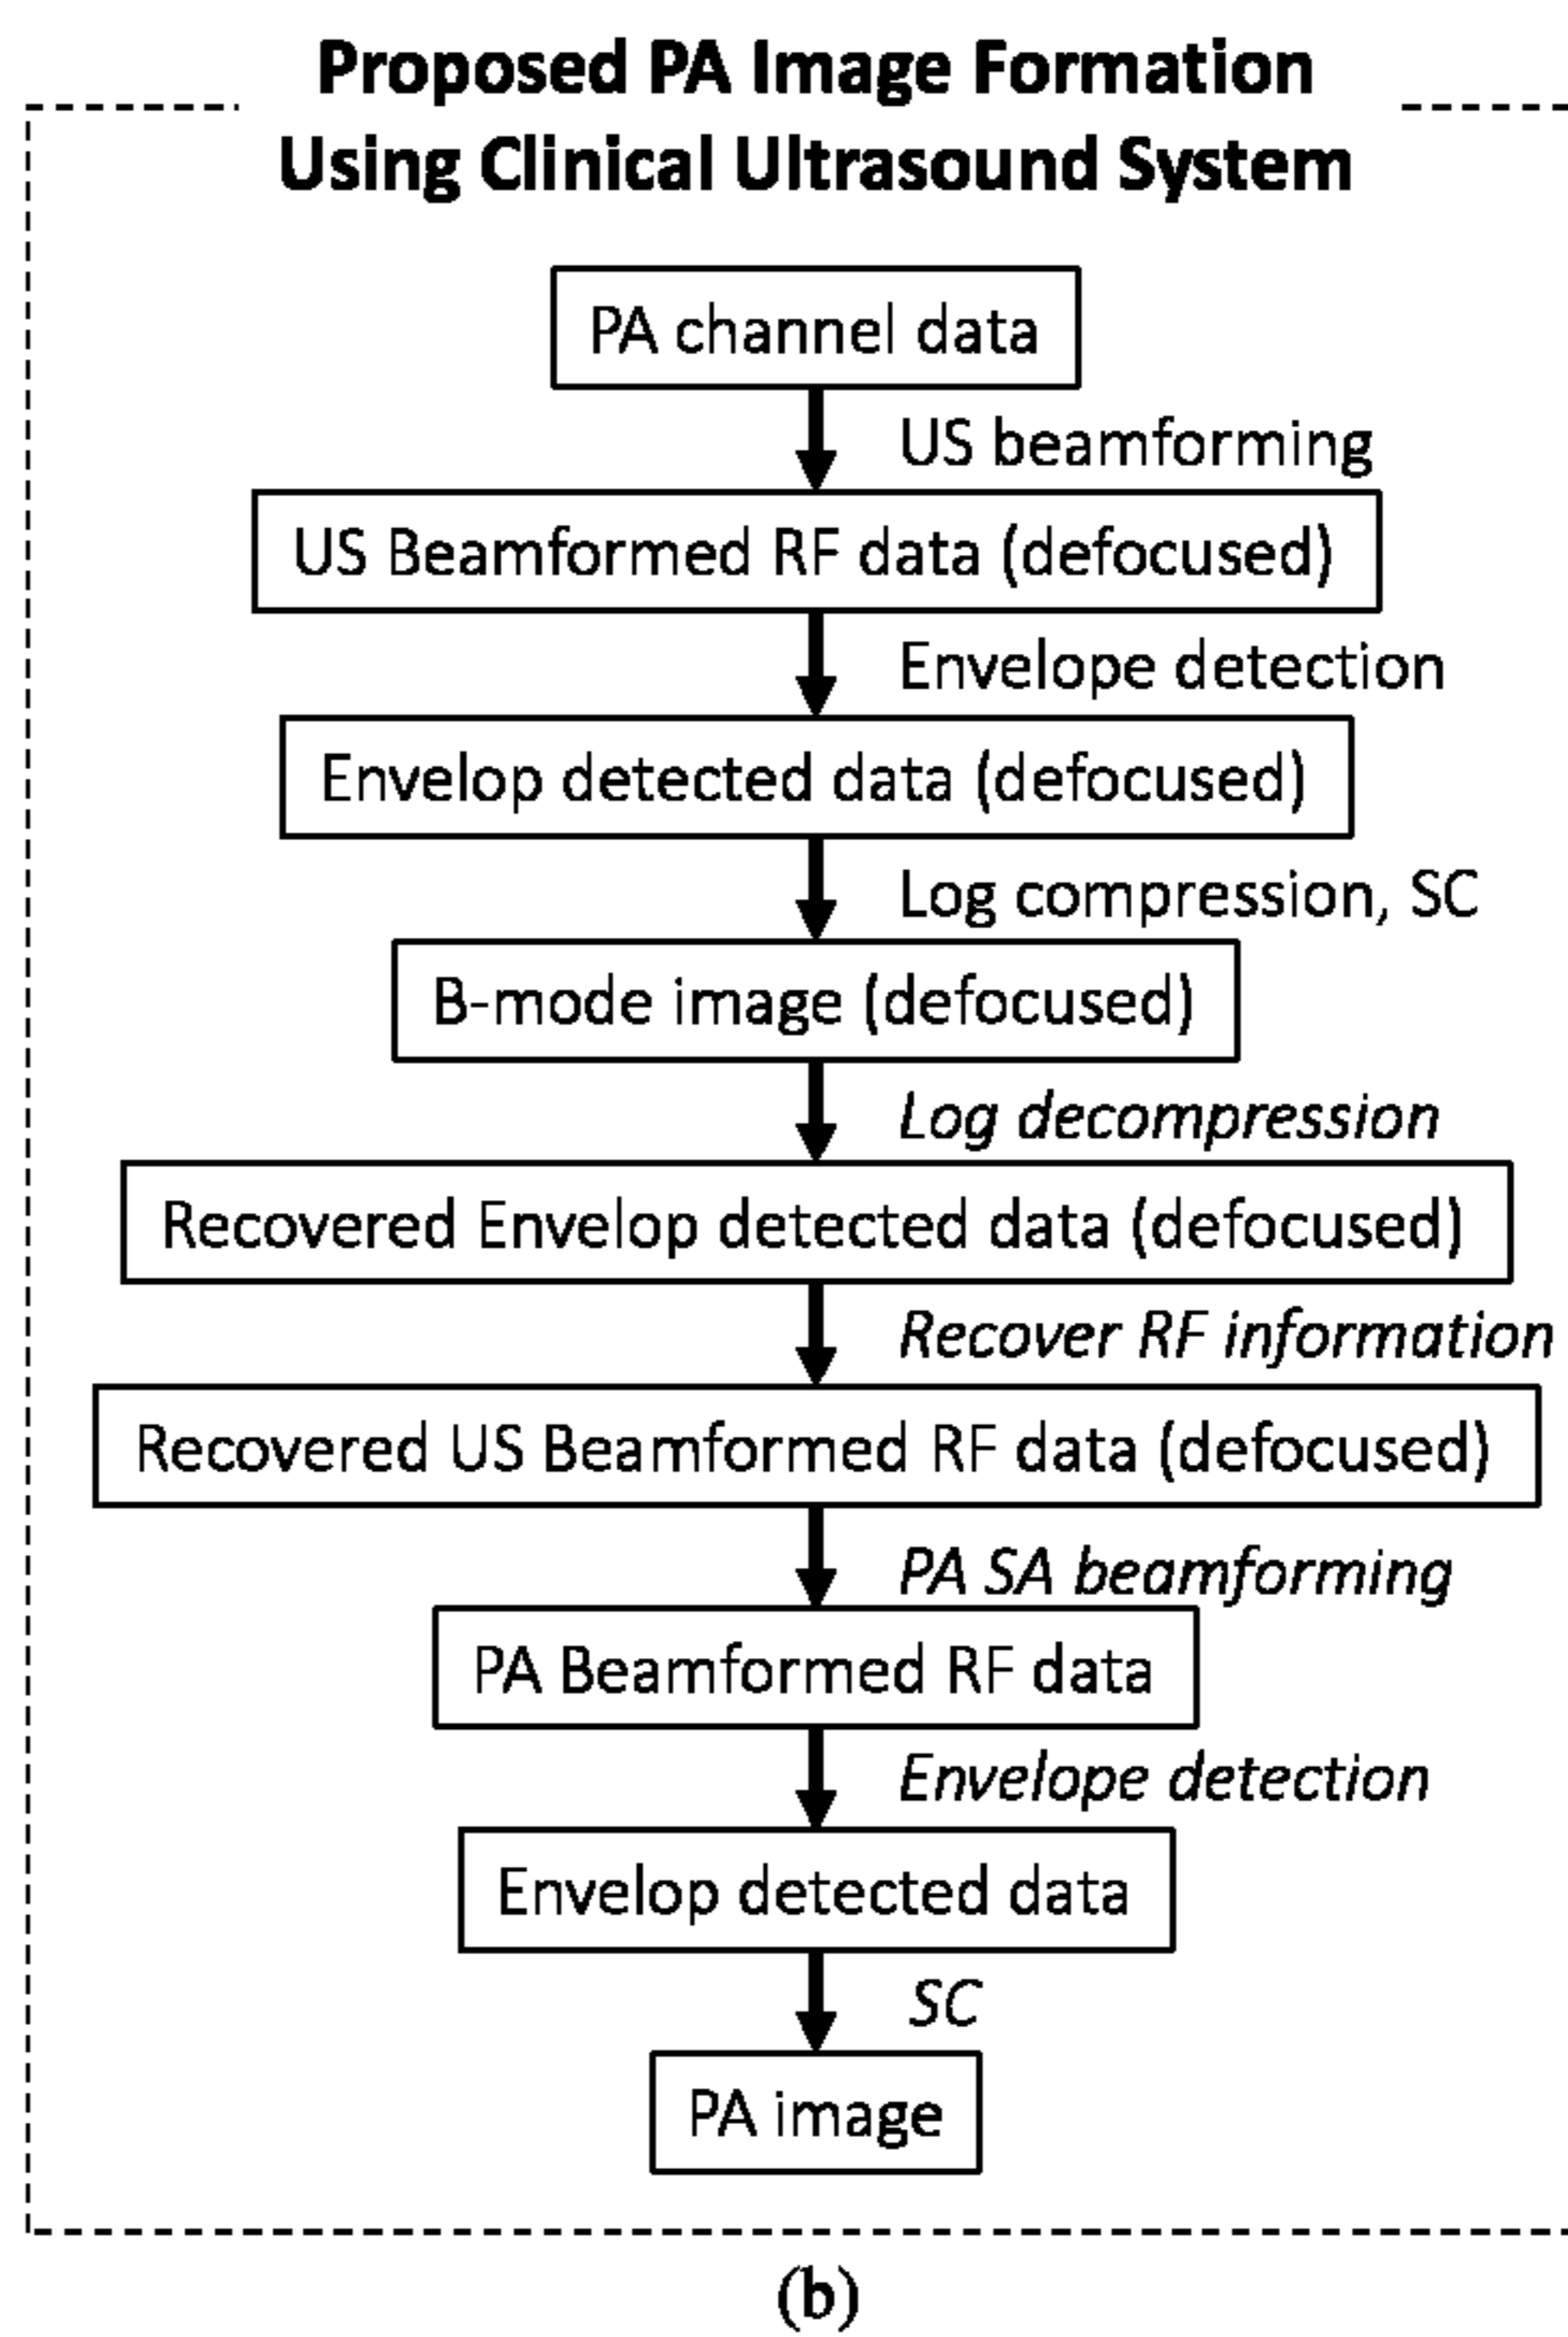 Proposed PA Image Formation
Using Clinical Ultrasound System
PA channel data
US beamforming
US Beamformed RF data (defocused)
Envelope detection
Envelop detected data (defocused)
Log compression, SC
B-mode image (defocused)
Log decompression
Recovered Envelop detected data (defocused)
Recover RF information
Recovered US Beamformed RF data (defocused)
PA SA beamforming
PA Beamformed RF data
Envelope detection
Envelop detected data
SC
PA image
(b)